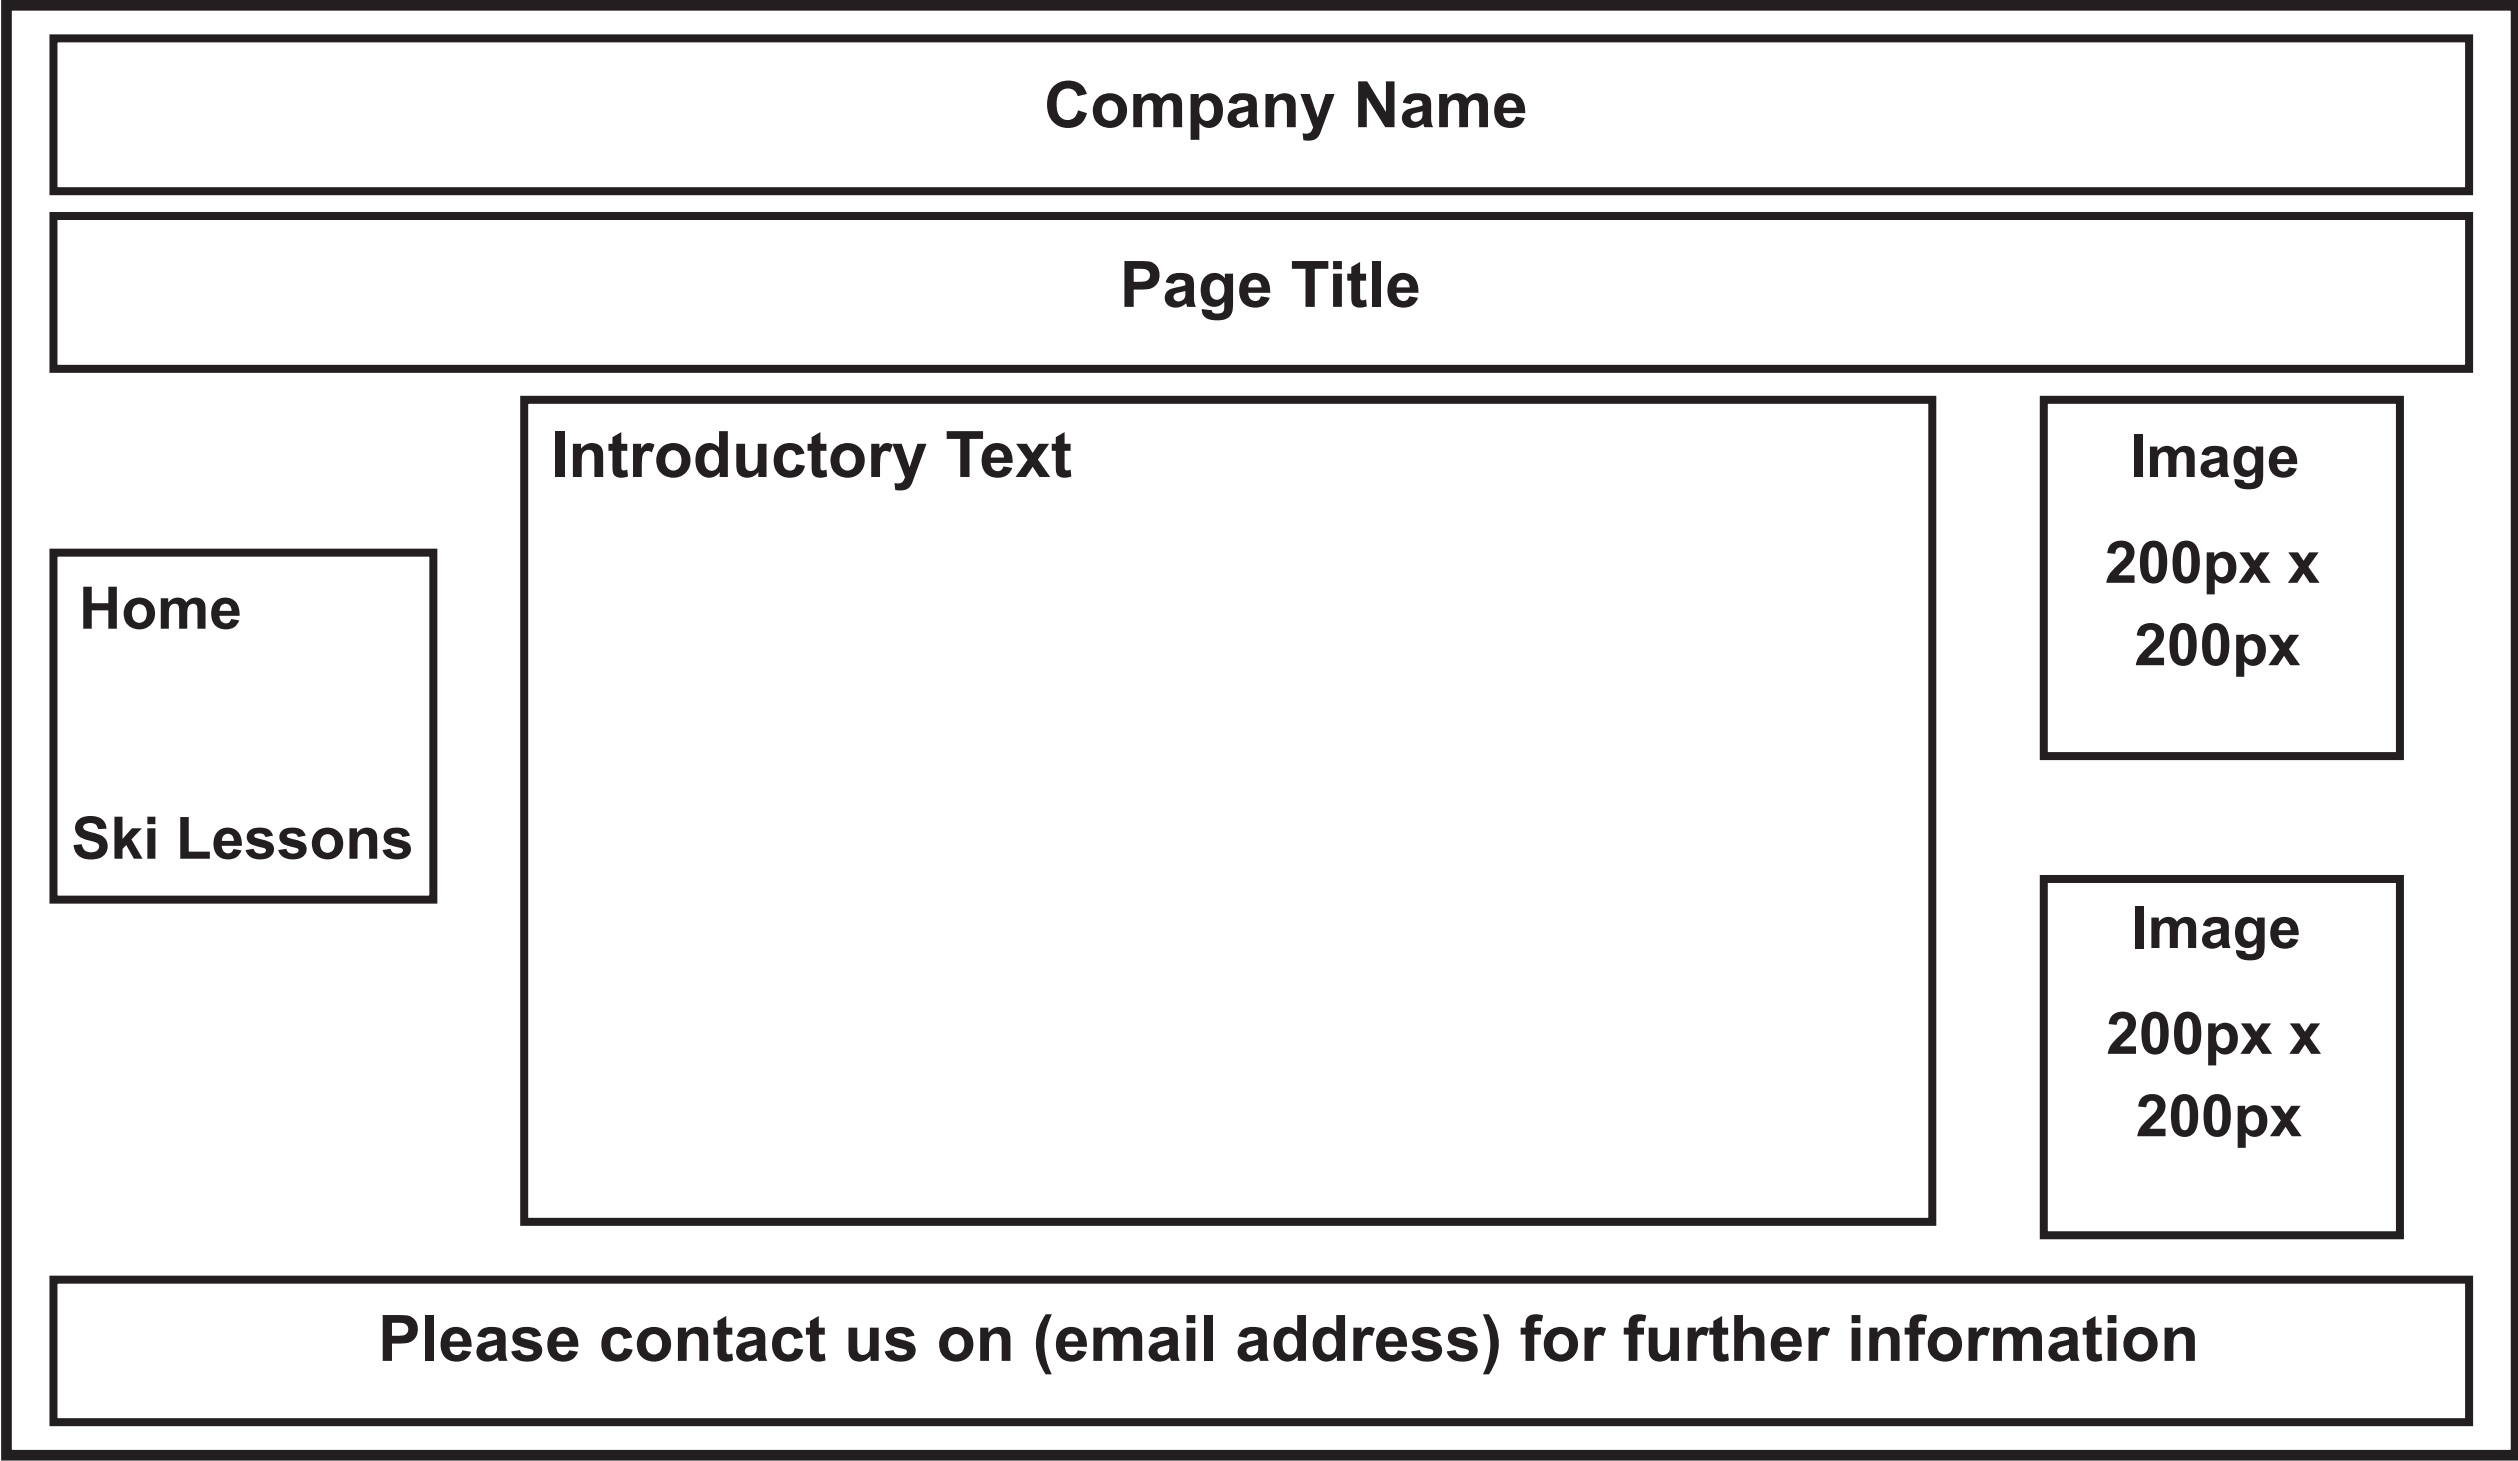 Company Name
Page Title
Home
Ski Lessons
Introductory Text
Image
200px x
200px
Image
200px x
200px
Please contact us on (email address) for further information